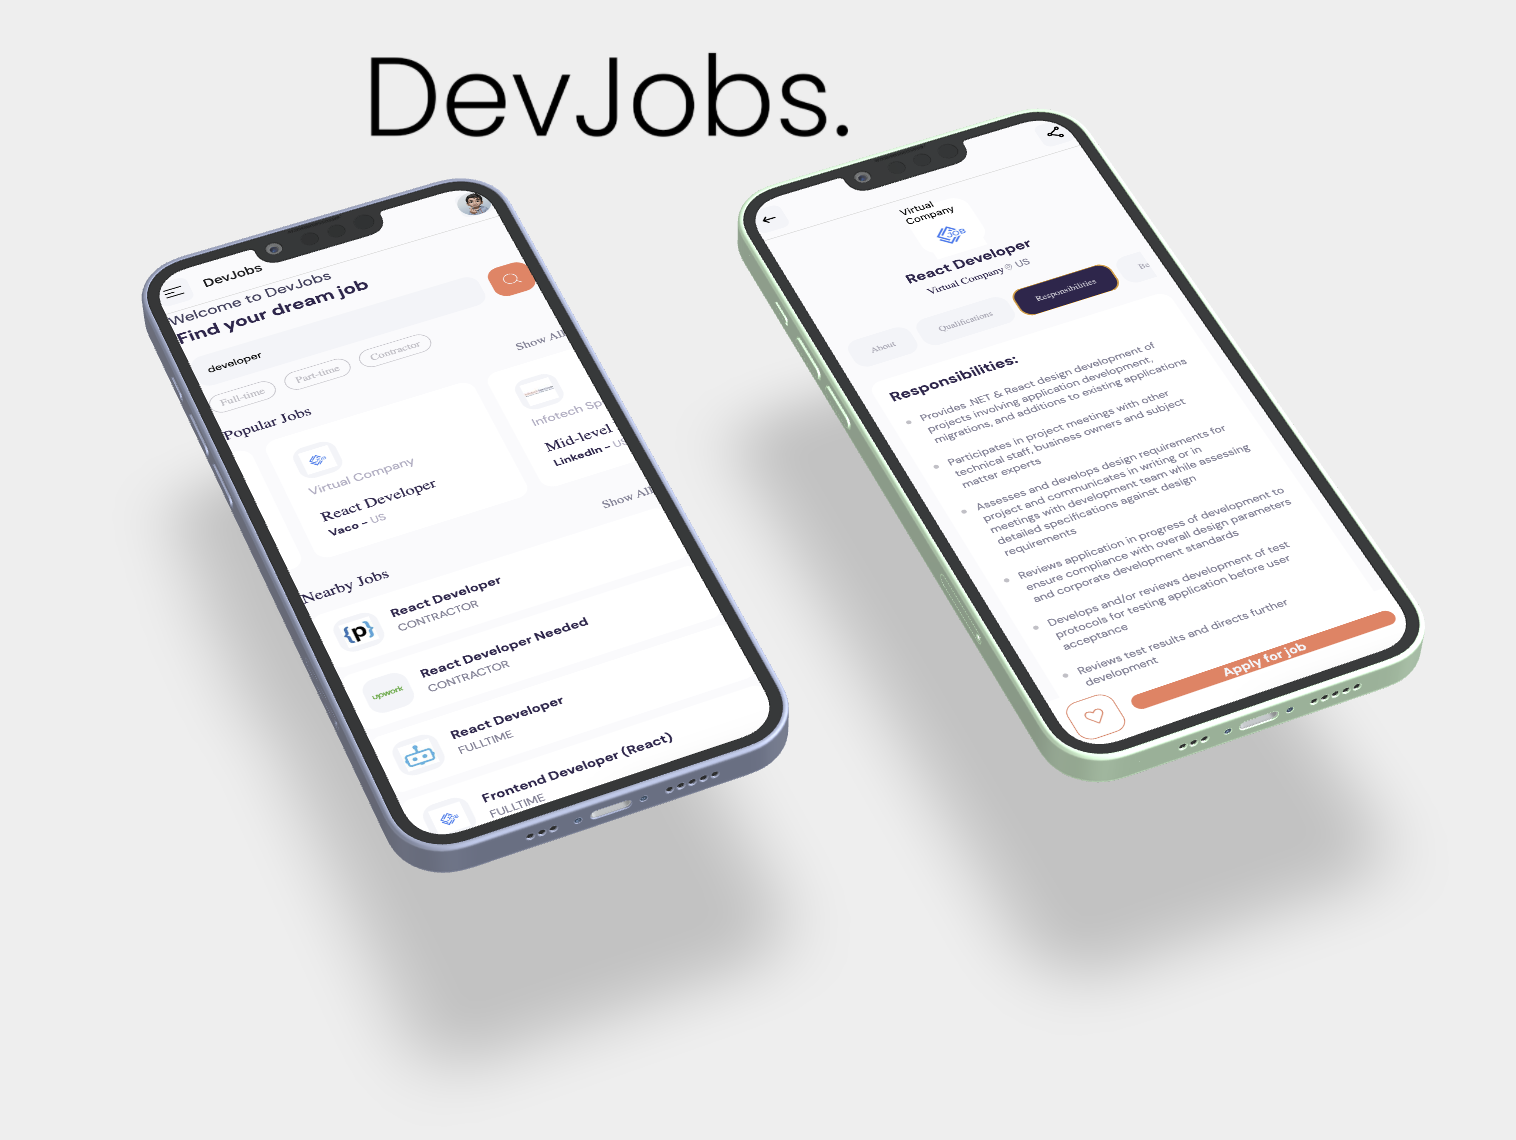 DevJobs.
DevJobs
Welcome to DevJobs
Find your dream job
developer
Full-time
Part-time
Contractor
Popular Jobs
Show All
Virtual Company
React Developer
Vaco - US
Infotech Sp
Mid-level
LinkedIn - US
Nearby Jobs
Show All
{p}
React Developer
CONTRACTOR
upwork
React Developer Needed
CONTRACTOR
React Developer
FULLTIME
Frontend Developer (React)
FULLTIME
Virtual
Company
JOB
React Developer
Virtual Company
US
About
Qualifications
Responsibilities
Be
Responsibilities:
Provides .NET & React design development of
projects involving application development,
migrations, and additions to existing applications
Participates in project meetings with other
technical staff, business owners and subject
matter experts
Assesses and develops design requirements for
project and communicates in writing or in
meetings with development team while assessing
detailed specifications against design
requirements
Reviews application in progress of development to
ensure compliance with overall design parameters
and corporate development standards
Develops and/or reviews development of test
protocols for testing application before user
acceptance
Reviews test results and directs further
development
Apply for job